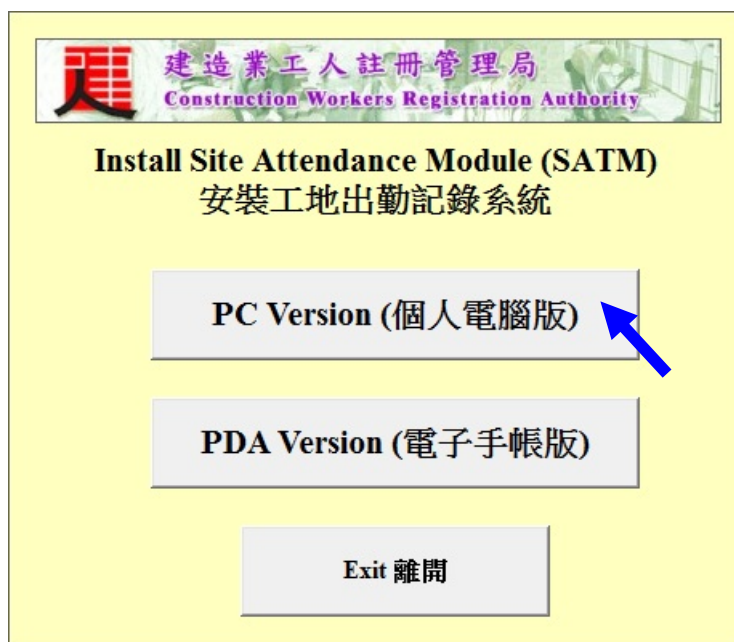 建造業工人註冊管理局
Construction Workers Registration Authority
Install Site Attendance Module (SATM)
安裝工地出勤記錄系統
PC Version (個人電腦版)
PDA Version (電子手帳版)
Exit 離開